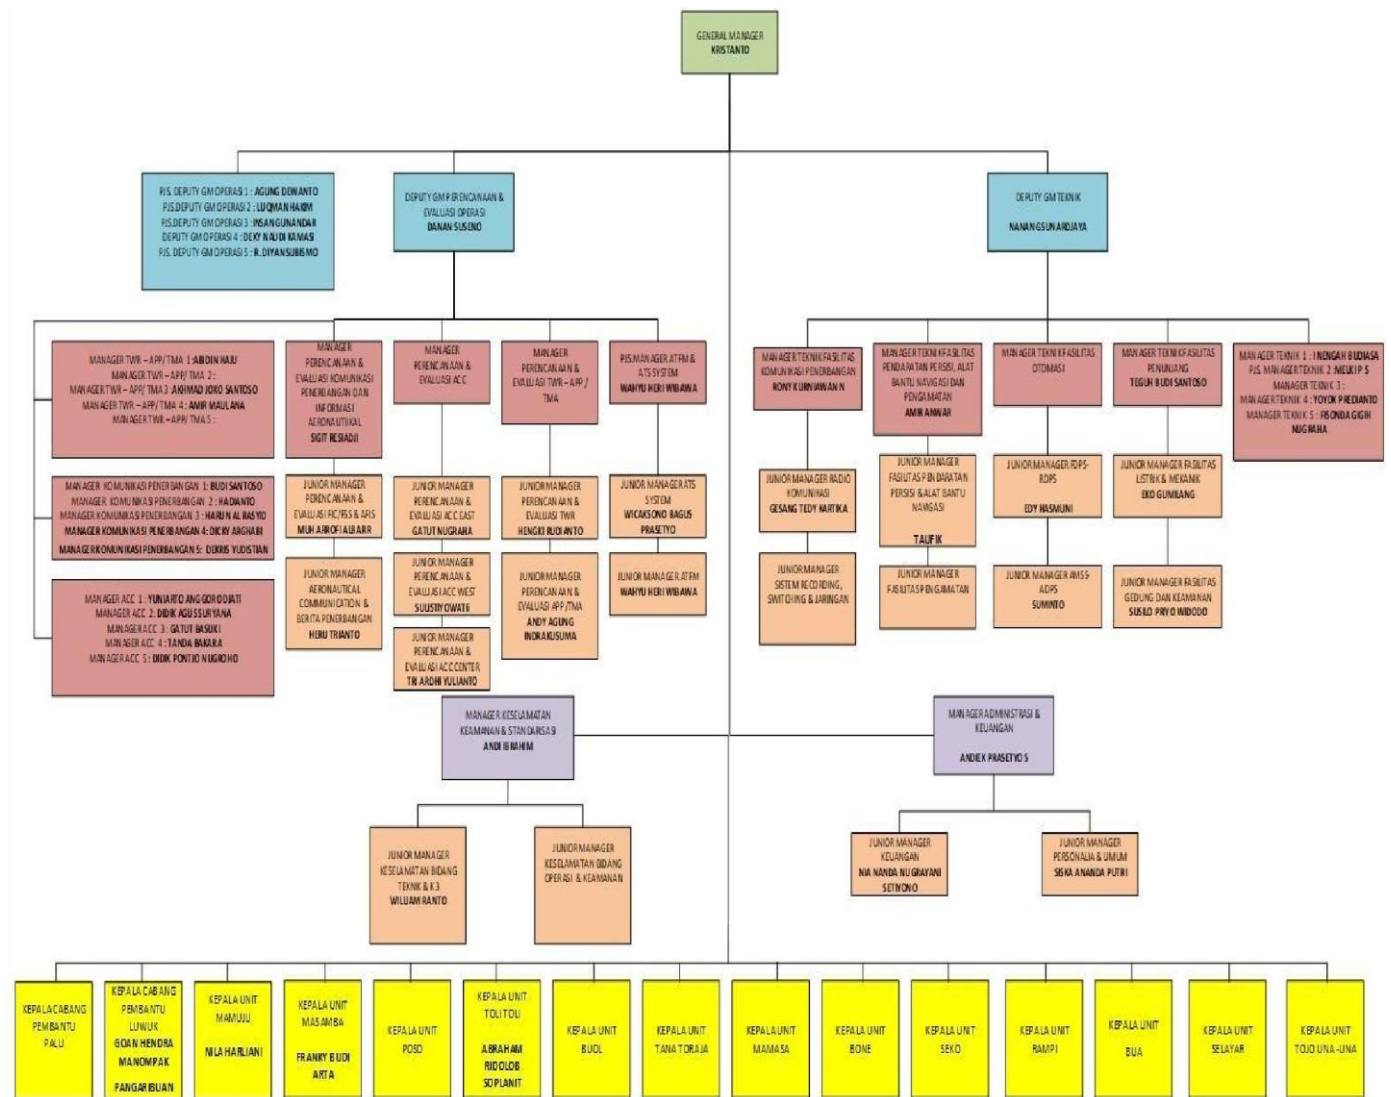 GENERAL MANAGER
KRISTANTO
PJS. DEPUTY GM OPERASI 1 : AGUNG DEWANTO
PJS. DEPUTY GM OPERASI 2 : LUQMAN HAKIM
PJS. DEPUTY GM OPERASI 3 : INSAN GUNANDAR
DEPUTY GM OPERASI 4 : DEKY NAUDI KAMASI
PJS. DEPUTY GM OPERASI 5 : R. DIYAN SUBISMO
DEPUTY GM PERENCANAAN &
EVALUASI OPERASI
DANAN SUSENO
DEPUTY GM TEKNIK
NANANG SUNARDJAYA
MANAGER TWR – APP/ TMA 1 : ABIDIN HAJU
MANAGER TWR – APP/ TMA 2 :
MANAGER TWR – APP/ TMA 3 : AKHMAD JOKO SANTOSO
MANAGER TWR – APP/ TMA 4 : AMIR MAULANA
MANAGER TWR – APP/ TMA 5 :
MANAGER
PERENCANAAN &
EVALUASI KOMUNIKASI
PENERBANGAN DAN
INFORMASI
AERONAUTIKAL
SIGIT RESIADJI
MANAGER
PERENCANAAN &
EVALUASI ACC
MANAGER
PERENCANAAN &
EVALUASI TWR – APP /
TMA
PJS. MANAGER ATFM &
ATS SYSTEM
WAHYU HERI WIBAWA
MANAGER TEKNIK FASILITAS
KOMUNIKASI PENERBANGAN
RONY KURNIAWAN N
MANAGER TEKNIK FASILITAS
PENDARATAN PERSISI, ALAT
BANTU NAVIGASI DAN
PENGAMATAN
AMIR ANWAR
MANAGER TEKNIK FASILITAS
OTOMASI
MANAGER TEKNIK FASILITAS
PENUNJANG
TEGUH BUDI SANTOSO
MANAGER TEKNIK 1 : I NENGAH BUDIASA
PJS. MANAGER TEKNIK 2 : MELKI P S
MANAGER TEKNIK 3 :
MANAGER TEKNIK 4 : YOYOK PREDIANTO
MANAGER TEKNIK 5 : RISONDA GIGIH
NUGRAHA
MANAGER KOMUNIKASI PENERBANGAN 1: BUDI SANTOSO
MANAGER KOMUNIKASI PENERBANGAN 2 : HADIANTO
MANAGER KOMUNIKASI PENERBANGAN 3 : HARUN AL RASYID
MANAGER KOMUNIKASI PENERBANGAN 4: DICKY ARGHABI
MANAGER KOMUNIKASI PENERBANGAN 5: DEKRIS YUDISTIAN
JUNIOR MANAGER
PERENCANAAN &
EVALUASI FIC/FSS & AFIS
MUH ARROFI ALBARR
JUNIOR MANAGER
PERENCANAAN &
EVALUASI ACC EAST
GATUT NUGRAHA
JUNIOR MANAGER
PERENCANAAN &
EVALUASI TWR
HENGKI RUDIANTO
JUNIOR MANAGER ATS
SYSTEM
WICAKSONO BAGUS
PRASETYO
JUNIOR MANAGER RADIO
KOMUNIKASI
GESANG TEDY KARTIKA
JUNIOR MANAGER
FASILITAS PENDARATAN
PERSISI & ALAT BANTU
NAVIGASI
TAUFIK
JUNIOR MANAGER FDPS-
RDPS
EDY HASMUNI
JUNIOR MANAGER FASILITAS
LISTRIK & MEKANIK
EKO GUMILANG
MANAGER ACC 1 : YUNIARTO ANGGORODJATI
MANAGER ACC 2: DIDIK AGUS SURYANA
MANAGER ACC 3 : GATUT BASUKI
MANAGER ACC 4 : TANDA BAKARA
MANAGER ACC 5 : DIDIK PONTJO NUGROHO
JUNIOR MANAGER
AERONAUTICAL
COMMUNICATION &
BERITA PENERBANGAN
HERU TRIANTO
JUNIOR MANAGER
PERENCANAAN &
EVALUASI ACC WEST
SULISTIYOWATI
JUNIOR MANAGER
PERENCANAAN &
EVALUASI ACC CENTER
TRI ARDHI YULIANTO
JUNIOR MANAGER
PERENCANAAN &
EVALUASI APP/TMA
ANDY AGUNG
INDRAKUSUMA
JUNIOR MANAGER ATFM
WAHYU HERI WIBAWA
JUNIOR MANAGER
SISTEM RECORDING,
SWITCHING & JARINGAN
JUNIOR MANAGER
FASILITAS PENGAMATAN
JUNIOR MANAGER AMSS-
ADPS
SUMINTO
JUNIOR MANAGER FASILITAS
GEDUNG DAN KEAMANAN
SUSILO PRIYO WIDODO
MANAGER KESELAMATAN
KEAMANAN & STANDARISASI
ANDI IBRAHIM
MANAGER ADMINISTRASI &
KEUANGAN
ANDIEK PRASETYO S
JUNIOR MANAGER
KESELAMATAN BIDANG
TEKNIK & K3
WILLIAM RANTO
JUNIOR MANAGER
KESELAMATAN BIDANG
OPERASI & KEAMANAN
JUNIOR MANAGER
KEUANGAN
NIA NANDA NUGRAYANI
SETIYONO
JUNIOR MANAGER
PERSONALIA & UMUM
SISKA ANANDA PUTRI
KEPALA CABANG
PEMBANTU
PALU
KEPALA CABANG
PEMBANTU
LUWUK
GOAN HENDRA
MANOMPAK
PANGARIBUAN
KEPALA UNIT
MAMUJU
NILA HARLIANI
KEPALA UNIT
MASAMBA
FRANKY BUDI
ARTA
KEPALA UNIT
POSO
KEPALA UNIT
TOLITOLI
ABRAHAM
RIDOLOB
SOPLANIT
KEPALA UNIT
BUOL
KEPALA UNIT
TANA TORAJA
KEPALA UNIT
MAMASA
KEPALA UNIT
BONE
KEPALA UNIT
SEKO
KEPALA UNIT
RAMPI
KEPALA UNIT
BUA
KEPALA UNIT
SELAYAR
KEPALA UNIT
TOJO UNA -UNA